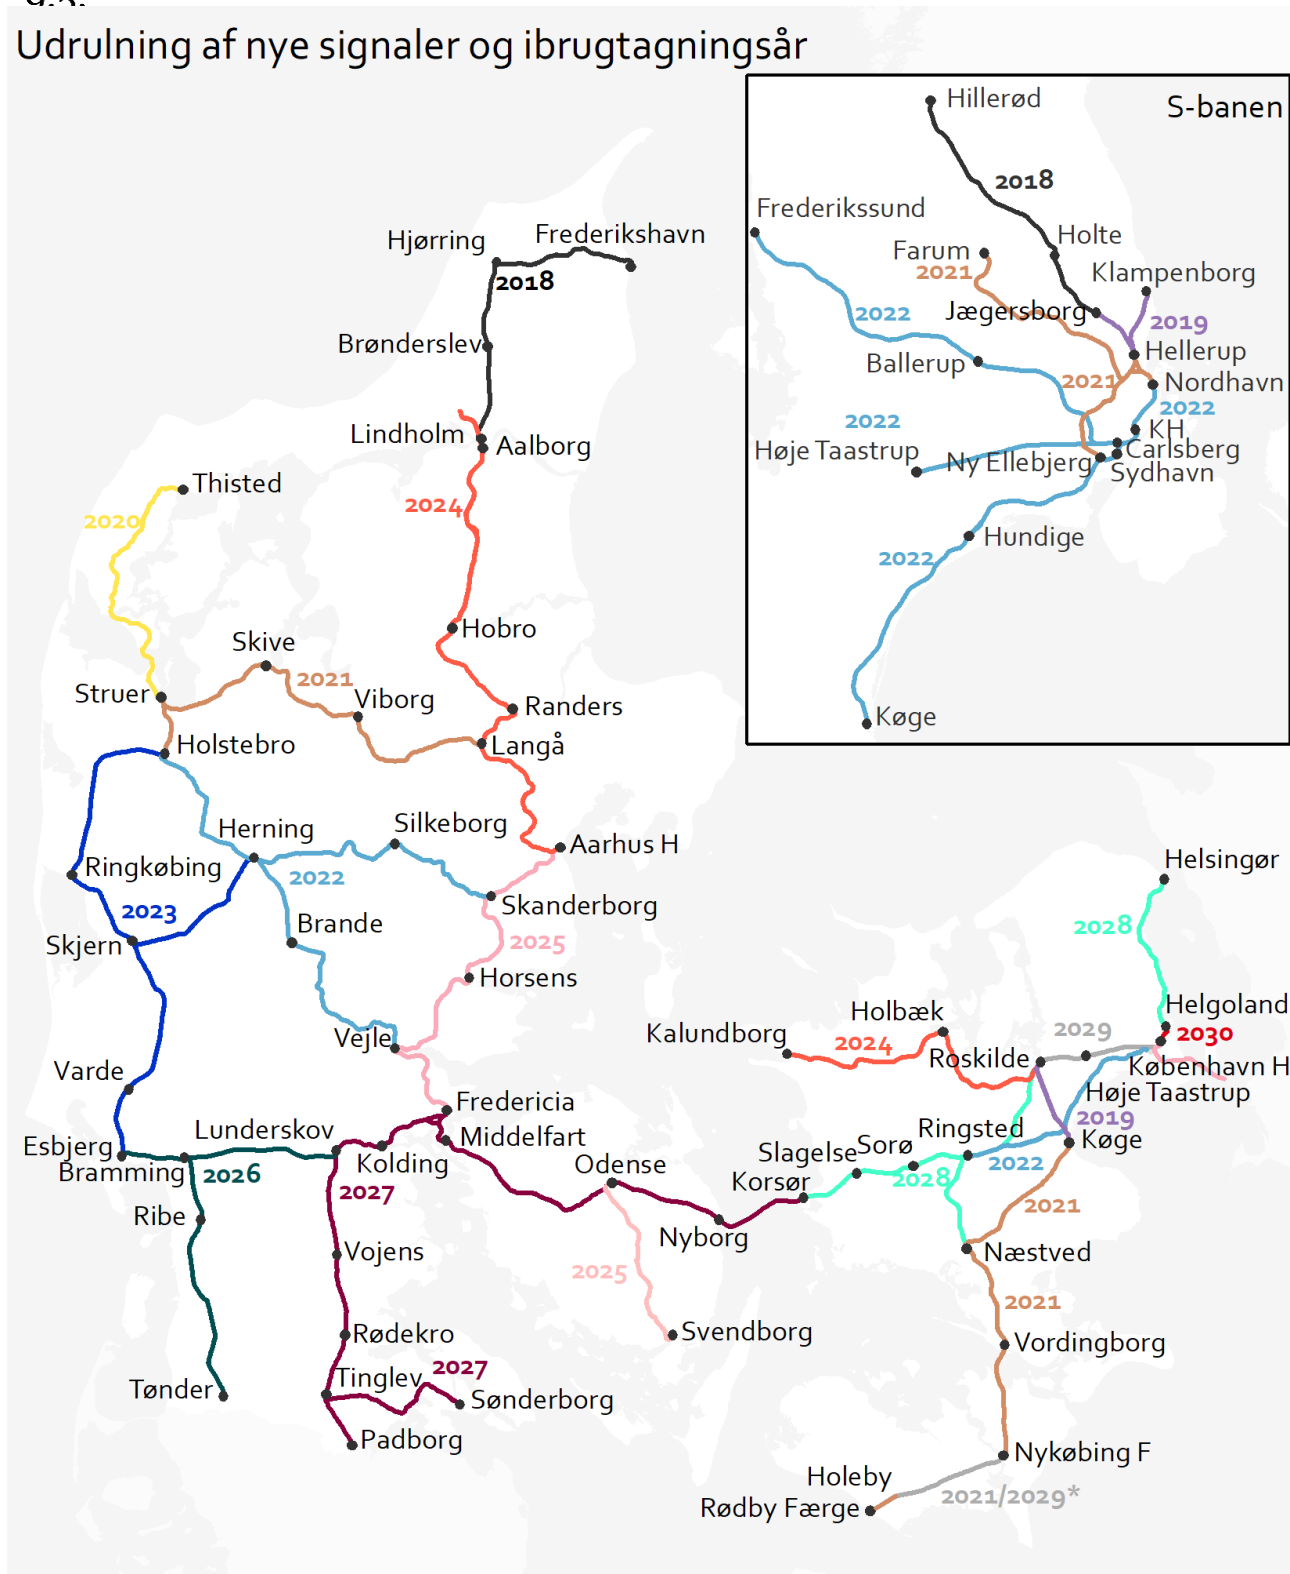 Udrulning af nye signaler og ibrugtagningsår
S-banen
Hillerød
2018
Frederikssund
Holte
Farum
2021
Klampenborg
2022
Jægersborg
2019
Hellerup
Ballerup
2021
Nordhavn
2022
2022
KH
Høje Taastrup
Ny Ellebjerg
Carlsberg
Sydhavn
Hundige
2022
Køge
Hjørring
Frederikshavn
2018
Brønderslev
Lindholm
Aalborg
Thisted
2024
2020
Hobro
Skive
2021
Struer
Viborg
Randers
Holstebro
Langå
Herning
Silkeborg
Aarhus H
Ringkøbing
2022
2023
Skanderborg
Brande
Skjern
2025
Horsens
Vejle
Varde
Fredericia
Esbjerg
Lunderskov
Middelfart
Bramming
2026
Kolding
2027
Odense
Ribe
Nyborg
Vojens
2025
Rødekro
Svendborg
Tinglev
2027
Tønder
Sønderborg
Padborg
Helsingør
2028
Helgoland
Holbæk
2029
2030
Kalundborg
2024
Roskilde
København H
Høje Taastrup
2019
Ringsted
Køge
Slagelse
Sorø
2022
Korsør
2028
2021
Næstved
2021
Vordingborg
Nykøbing F
Holeby
2021/2029*
Rødby Færge